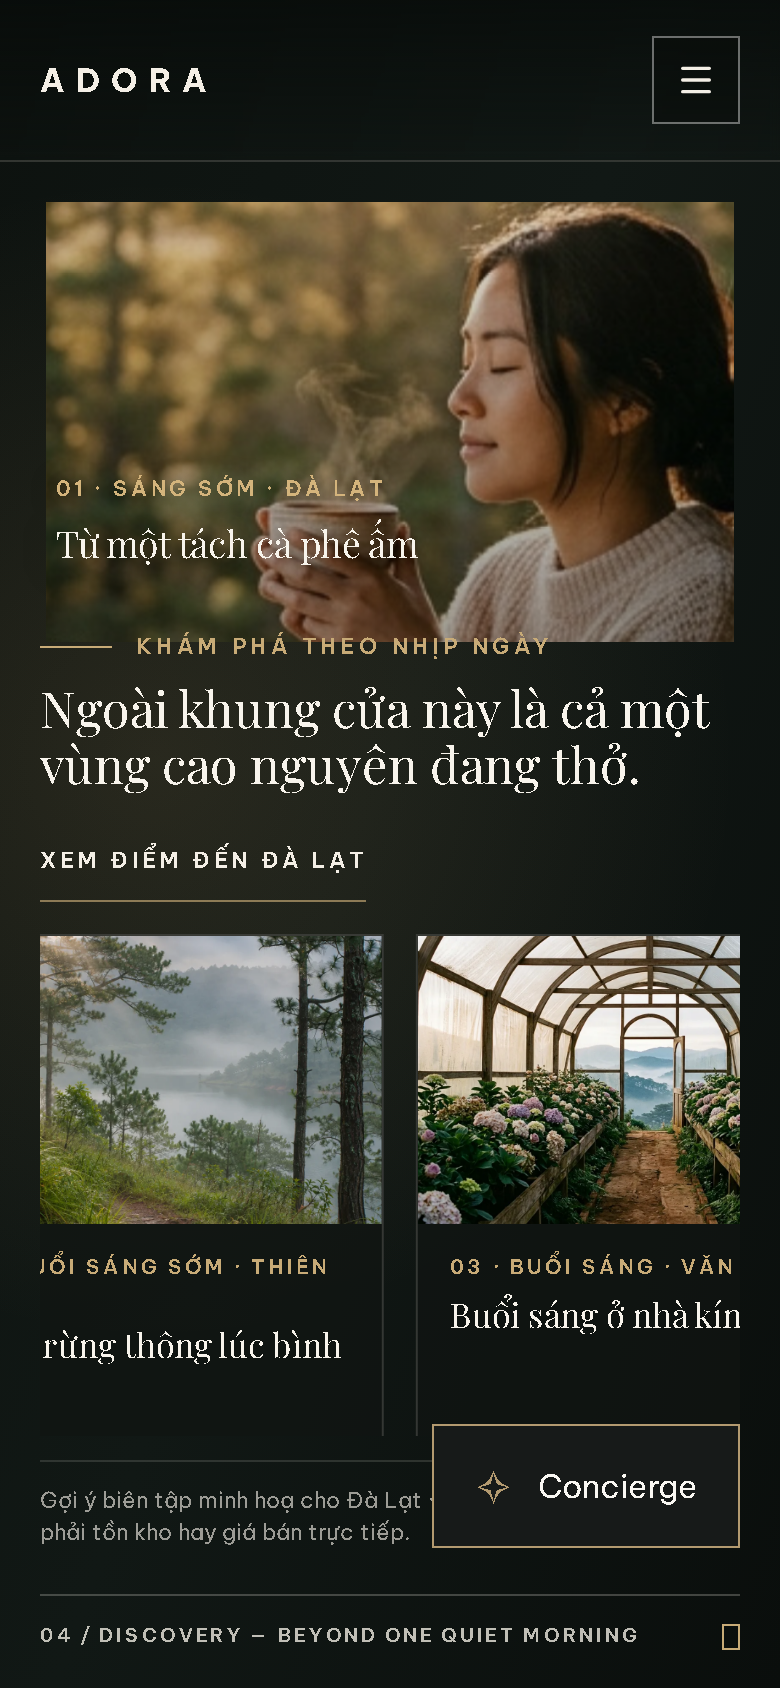 ADORA
01 · SÁNG SỚM · ĐÀ LẠT
Từ một tách cà phê ấm
KHÁM PHÁ THEO NHỊP NGÀY
Ngoài khung cửa này là cả một
vùng cao nguyên đang thở.
XEM ĐIỂM ĐẾN ĐÀ LẠT
SÁNG SỚM · THIÊN
rừng thông lúc bình
03 · BUỔI SÁNG · VĂN
Buổi sáng ở nhà kín
Gợi ý biên tập minh hoạ cho Đà Lạt
phải tồn kho hay giá bán trực tiếp.
Concierge
04 / DISCOVERY — BEYOND ONE QUIET MORNING